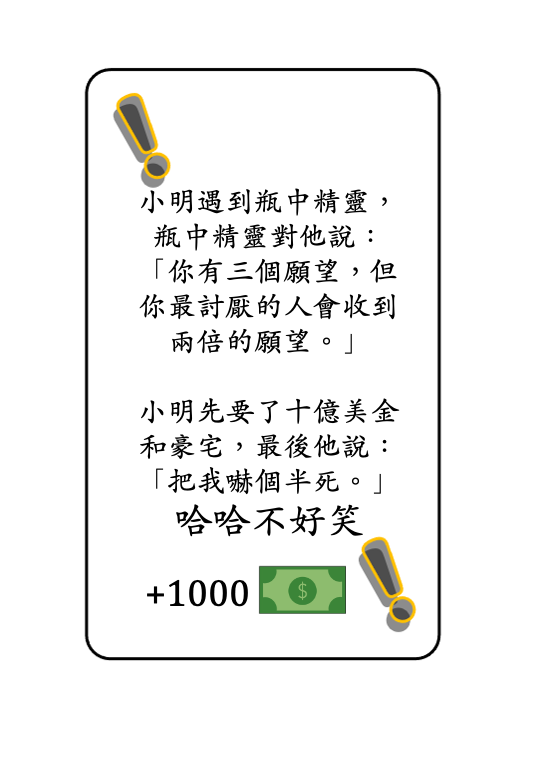 小明遇到瓶中精靈，
瓶中精靈對他說：
「你有三個願望，但
你最討厭的人會收到
兩倍的願望。」
小明先要了十億美金
和豪宅，最後他說：
「把我嚇個半死。」
哈哈不好笑
+1000
$